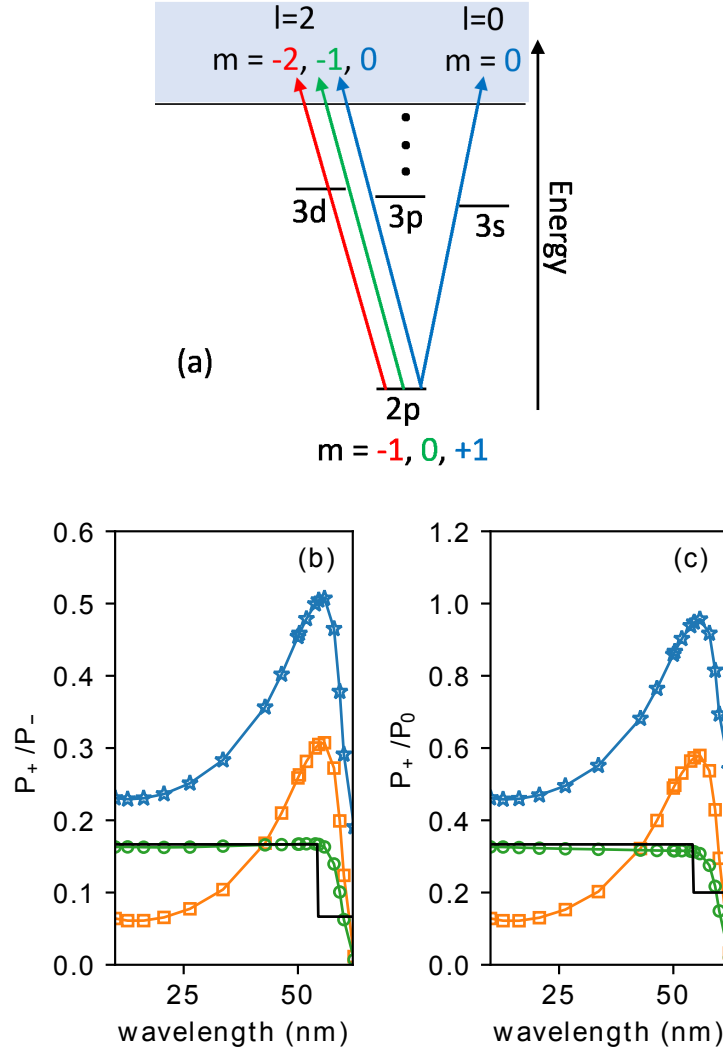 l=2 l=0
m = -2, -1, 0 m = 0
3d 3p 3s
Energy
(a)
2p
m = -1, 0, +1
(b) (c)
P+ /P−
0.6
0.5
0.4
0.3
0.2
0.1
0.0
25 50
wavelength (nm)
P+ /P0
1.2
1.0
0.8
0.6
0.4
0.2
0.0
25 50
wavelength (nm)